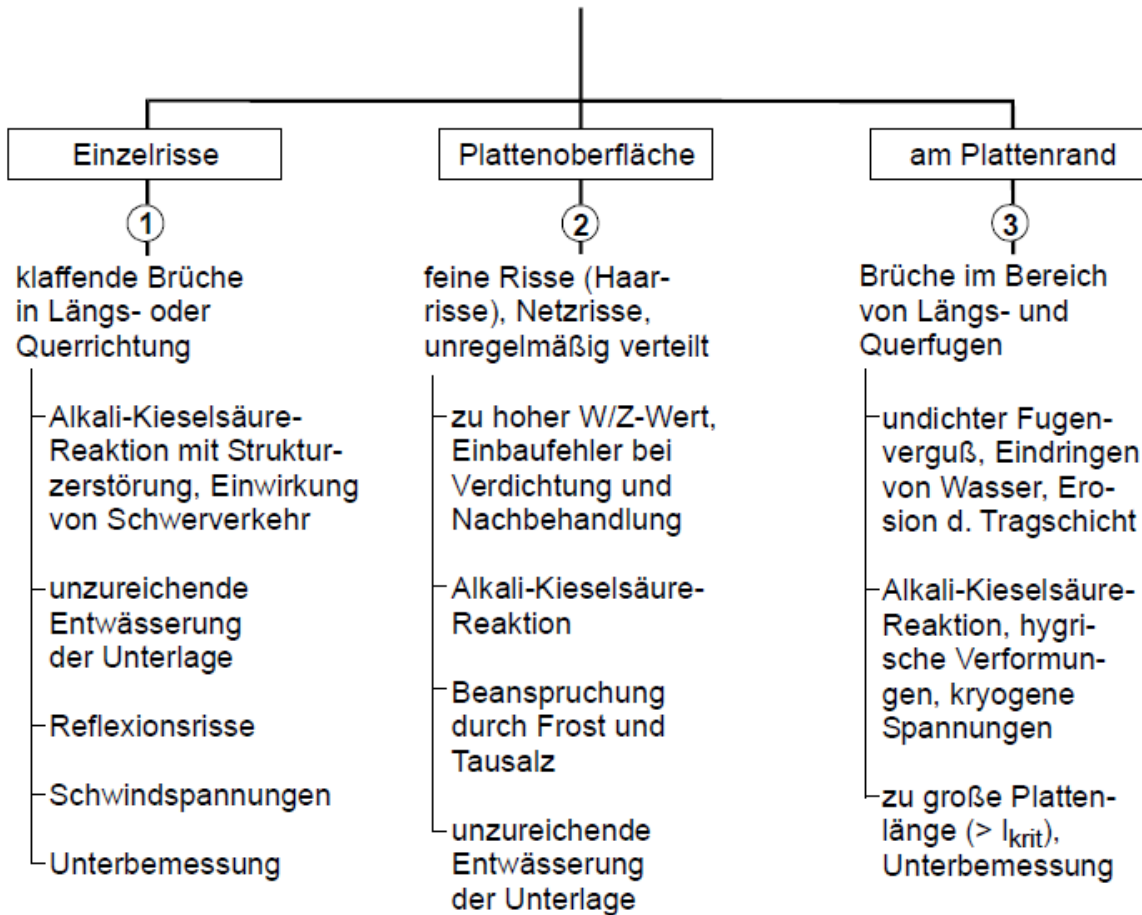 Einzelrisse
1
klaffende Brüche
in Längs- oder
Querrichtung
Alkali-Kieselsäure-
Reaktion mit Struktur-
zerstörung, Einwirkung
von Schwerverkehr
unzureichende
Entwässerung
der Unterlage
Reflexionsrisse
Schwindspannungen
Unterbemessung
Plattenoberfläche
2
feine Risse (Haar-
risse), Netzrisse,
unregelmäßig verteilt
zu hoher W/Z-Wert,
Einbaufehler bei
Verdichtung und
Nachbehandlung
Alkali-Kieselsäure-
Reaktion
Beanspruchung
durch Frost und
Tausalz
unzureichende
Entwässerung
der Unterlage
am Plattenrand
3
Brüche im Bereich
von Längs- und
Querfugen
undichter Fugen-
verguß, Eindringen
von Wasser, Ero-
sion d. Tragschicht
Alkali-Kieselsäure-
Reaktion, hygri-
sche Verformun-
gen, kryogene
Spannungen
zu große Platten-
länge (> lkrit),
Unterbemessung